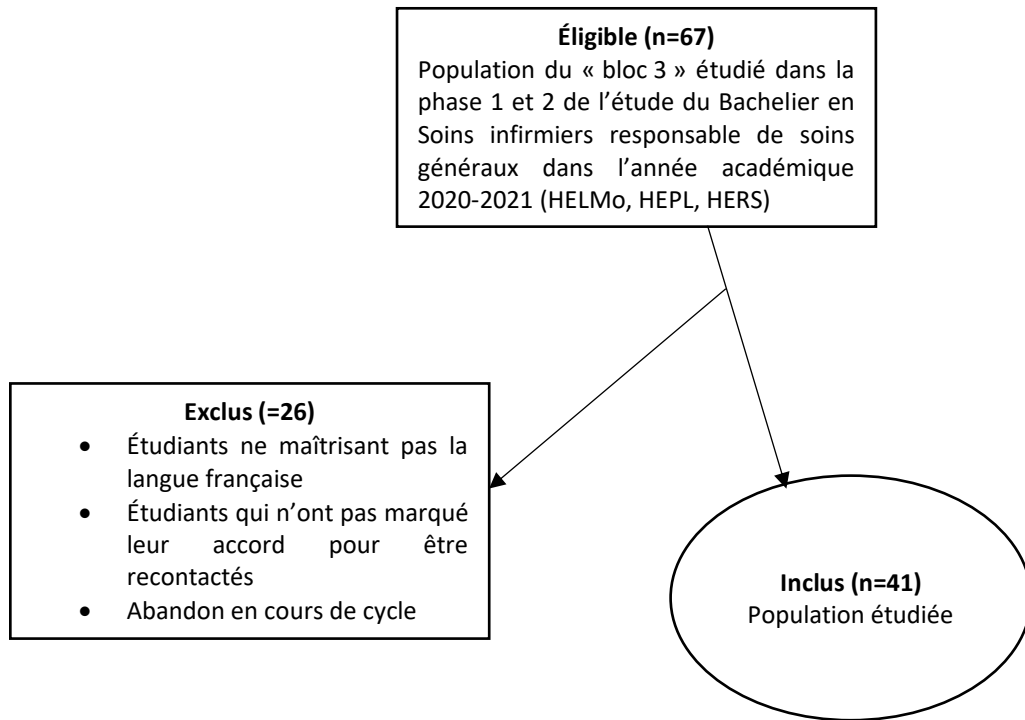 Éligible (n=67)
Population du « bloc 3 » étudié dans la
phase 1 et 2 de l’étude du Bachelier en
Soins infirmiers responsable de soins
généraux dans l’année académique
2020-2021 (HELMo, HEPL, HERS)
Exclus (=26)
• Étudiants ne maîtrisant pas la
langue française
• Étudiants qui n’ont pas marqué
leur accord pour être
recontactés
• Abandon en cours de cycle
Inclus (n=41)
Population étudiée